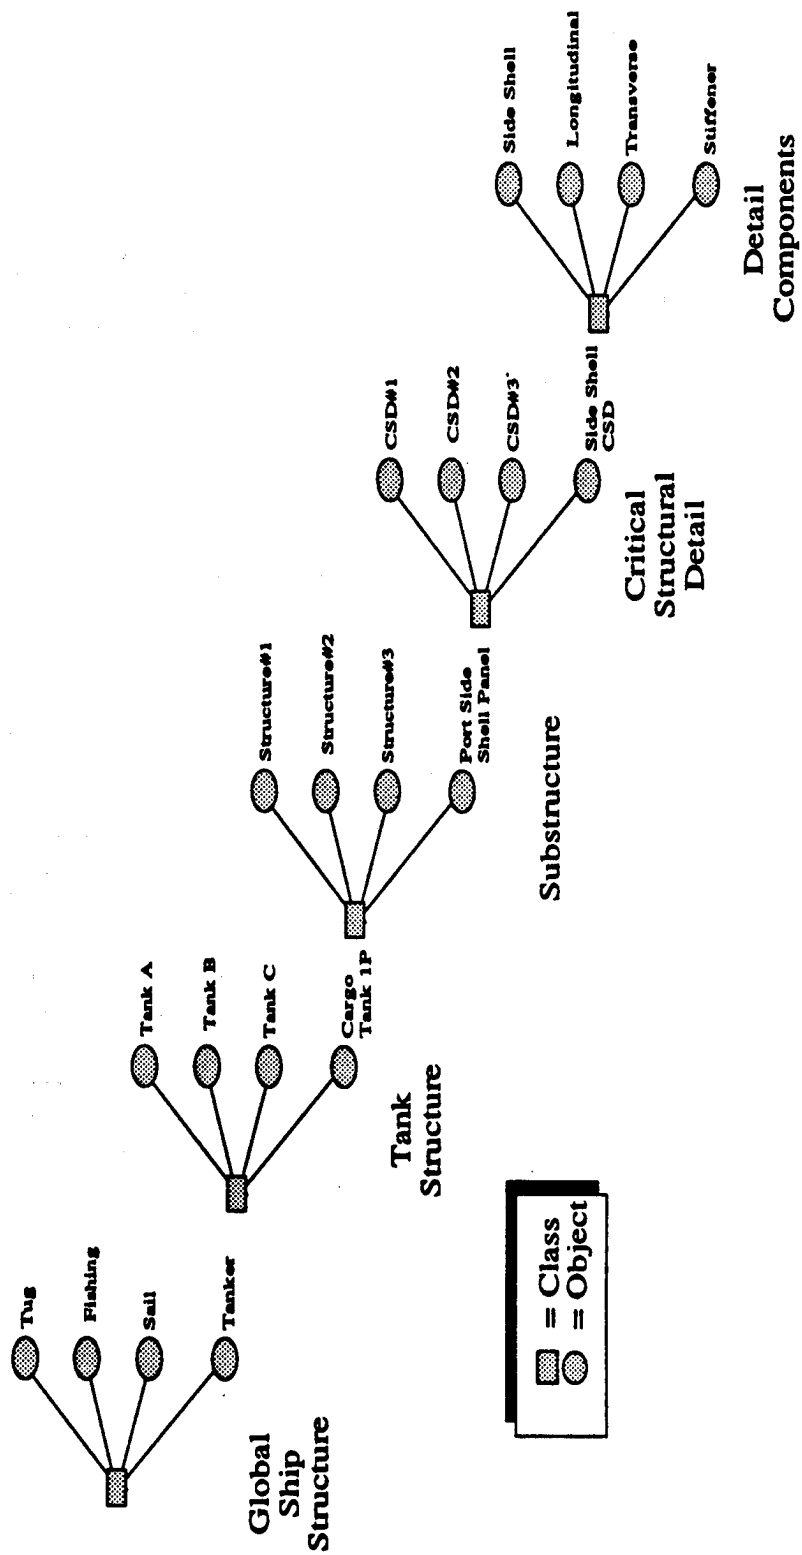 Tug
Fishing
Sail
Tanker
Global
Ship
Structure
Tank A
Tank B
Tank C
Cargo
Tank 1P
Tank
Structure
Structure#1
Structure#2
Structure#3
Port Side
Shell Panel
Substructure
CSD#1
CSD#2
CSD#3
Side Shell
CSD
Critical
Structural
Detail
Side Shell
Longitudinal
Transverse
Stiffener
Detail
Components
= Class
= Object